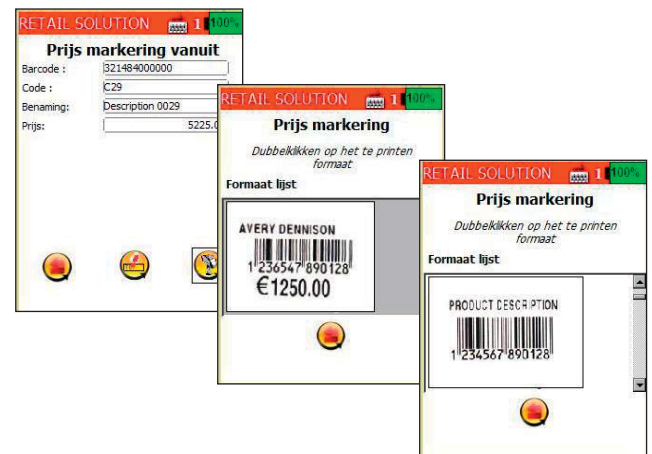 RETAIL SOLUTION 1 100%
Prijs markering vanuit
Barcode : 321484000000
Code : C29
Benaming: Description 0029
Prijs: 5225.0
RETAIL SOLUTION 1 100%
Prijs markering
Dubbelklikken op het te printen
formaat
Formaat lijst
AVERY DENNISON
1 236547 890128
€1250.00
RETAIL SOLUTION 1 100%
Prijs markering
Dubbelklikken op het te printen
formaat
Formaat lijst
PRODUCT DESCRIPTION
1 234567 890128